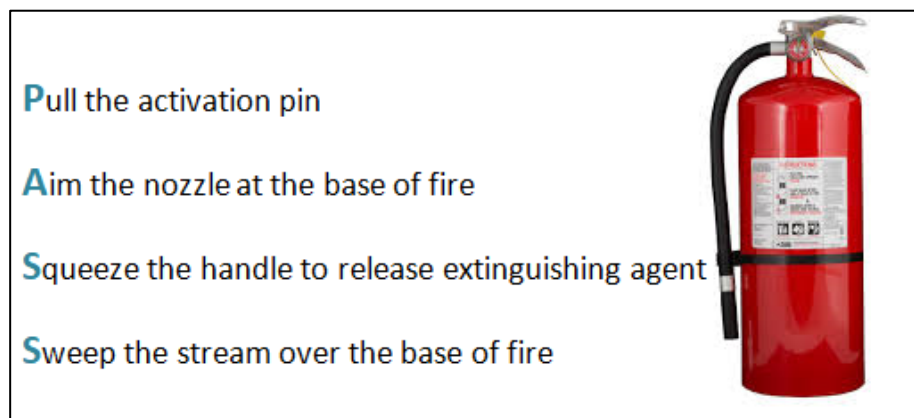 Pull the activation pin
Aim the nozzle at the base of fire
Squeeze the handle to release extinguishing agent
Sweep the stream over the base of fire